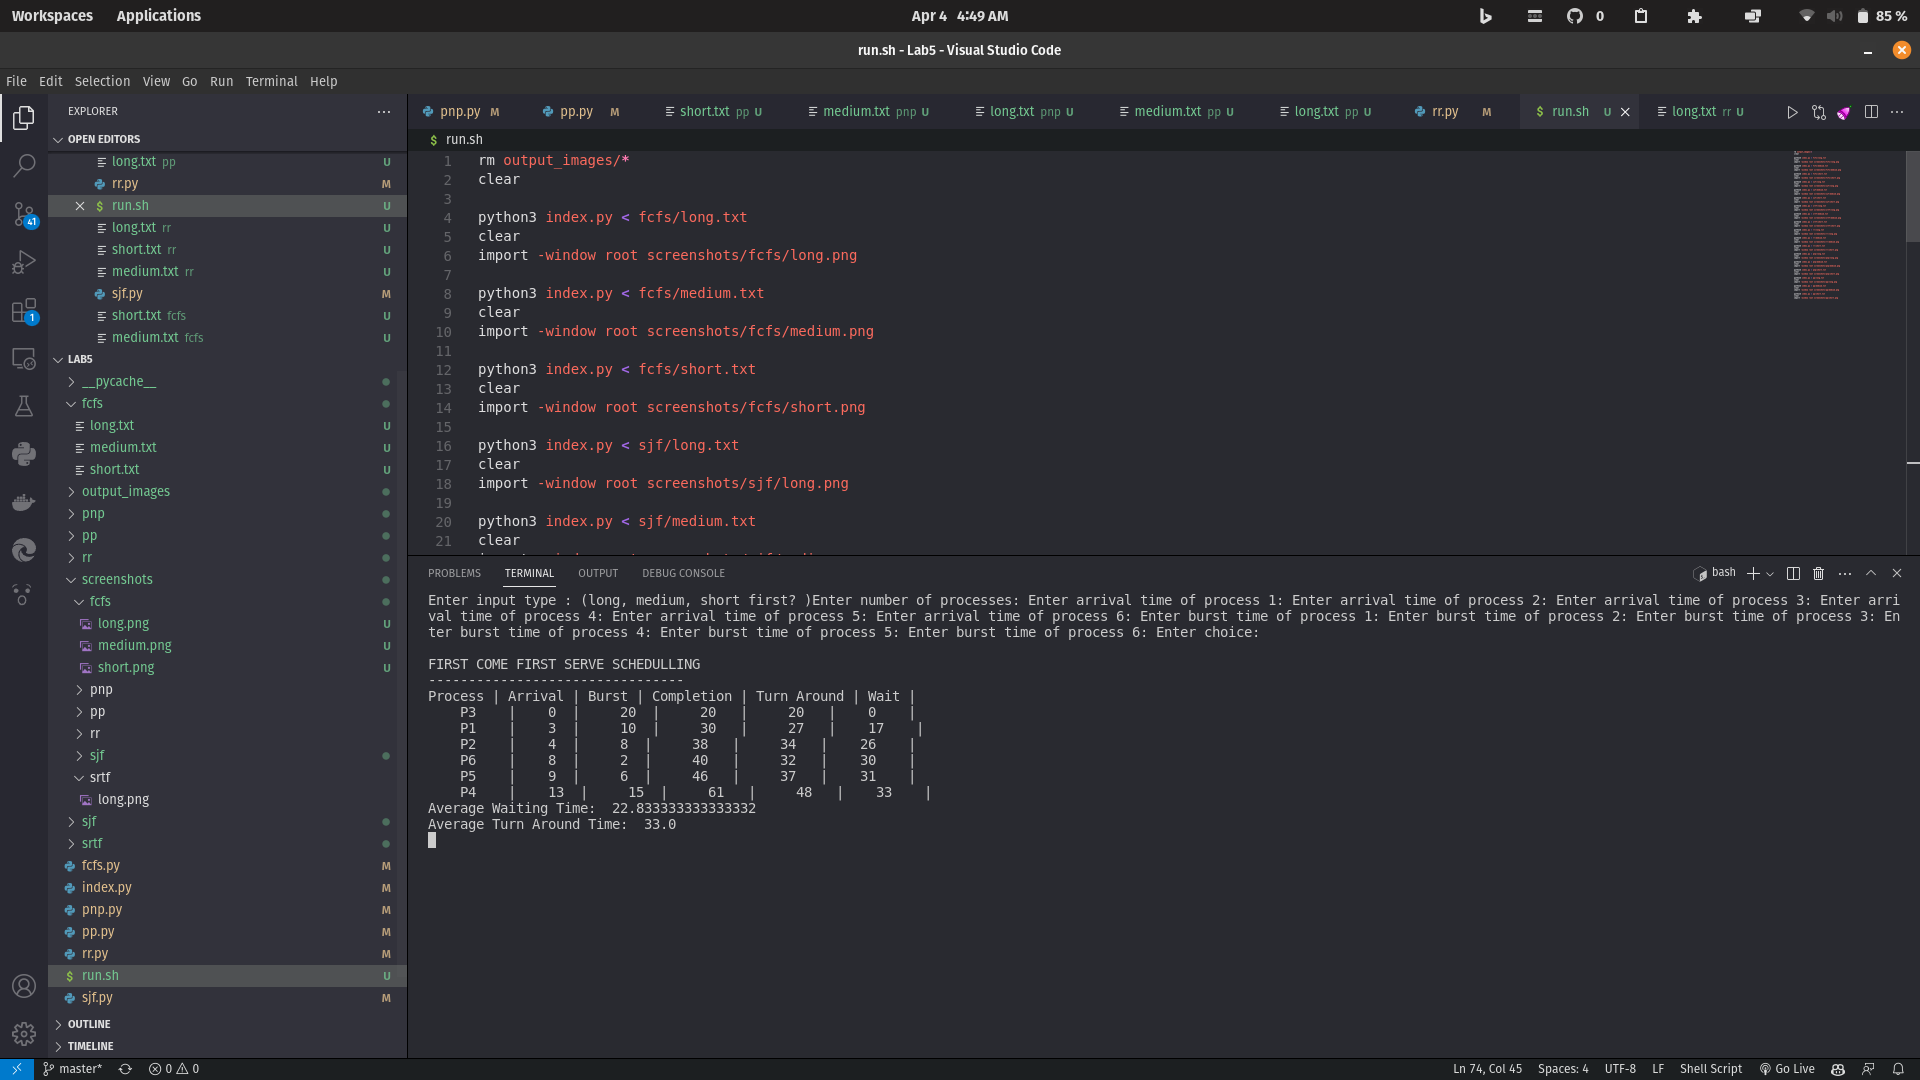 Workspaces Applications Apr 4 4:49 AM 0 85 %
run.sh - Lab5 - Visual Studio Code
File Edit Selection View Go Run Terminal Help
EXPLORER
OPEN EDITORS
long.txt pp U
rr.py M
run.sh U
long.txt rr U
short.txt rr U
medium.txt rr U
sjf.py M
short.txt fcfs U
medium.txt fcfs U
LAB5
__pycache__
fcfs
long.txt U
medium.txt U
short.txt U
output_images
pnp
pp
rr
screenshots
fcfs
long.png U
medium.png U
short.png U
pnp
pp
rr
sjf
srtf
long.png
sjf
srtf
fcfs.py M
index.py M
pnp.py M
pp.py M
rr.py M
run.sh U
sjf.py M
OUTLINE
TIMELINE
41
1
pnp.py M pp.py M short.txt pp U medium.txt pnp U long.txt pnp U medium.txt pp U long.txt pp U rr.py M run.sh U long.txt rr U
$ run.sh
1 rm output_images/*
2 clear
3
4 python3 index.py < fcfs/long.txt
5 clear
6 import -window root screenshots/fcfs/long.png
7
8 python3 index.py < fcfs/medium.txt
9 clear
10 import -window root screenshots/fcfs/medium.png
11
12 python3 index.py < fcfs/short.txt
13 clear
14 import -window root screenshots/fcfs/short.png
15
16 python3 index.py < sjf/long.txt
17 clear
18 import -window root screenshots/sjf/long.png
19
20 python3 index.py < sjf/medium.txt
21 clear
PROBLEMS TERMINAL OUTPUT DEBUG CONSOLE bash
Enter input type : (long, medium, short first? )Enter number of processes: Enter arrival time of process 1: Enter arrival time of process 2: Enter arrival time of process 3: Enter arri
val time of process 4: Enter arrival time of process 5: Enter arrival time of process 6: Enter burst time of process 1: Enter burst time of process 2: Enter burst time of process 3: En
ter burst time of process 4: Enter burst time of process 5: Enter burst time of process 6: Enter choice:
FIRST COME FIRST SERVE SCHEDULLING
--------------------------------
Process | Arrival | Burst | Completion | Turn Around | Wait |
P3 | 0 | 20 | 20 | 20 | 0 |
P1 | 3 | 10 | 30 | 27 | 17 |
P2 | 4 | 8 | 38 | 34 | 26 |
P6 | 8 | 2 | 40 | 32 | 30 |
P5 | 9 | 6 | 46 | 37 | 31 |
P4 | 13 | 15 | 61 | 48 | 33 |
Average Waiting Time: 22.833333333333332
Average Turn Around Time: 33.0
master* 0 0 Ln 74, Col 45 Spaces: 4 UTF-8 LF Shell Script Go Live